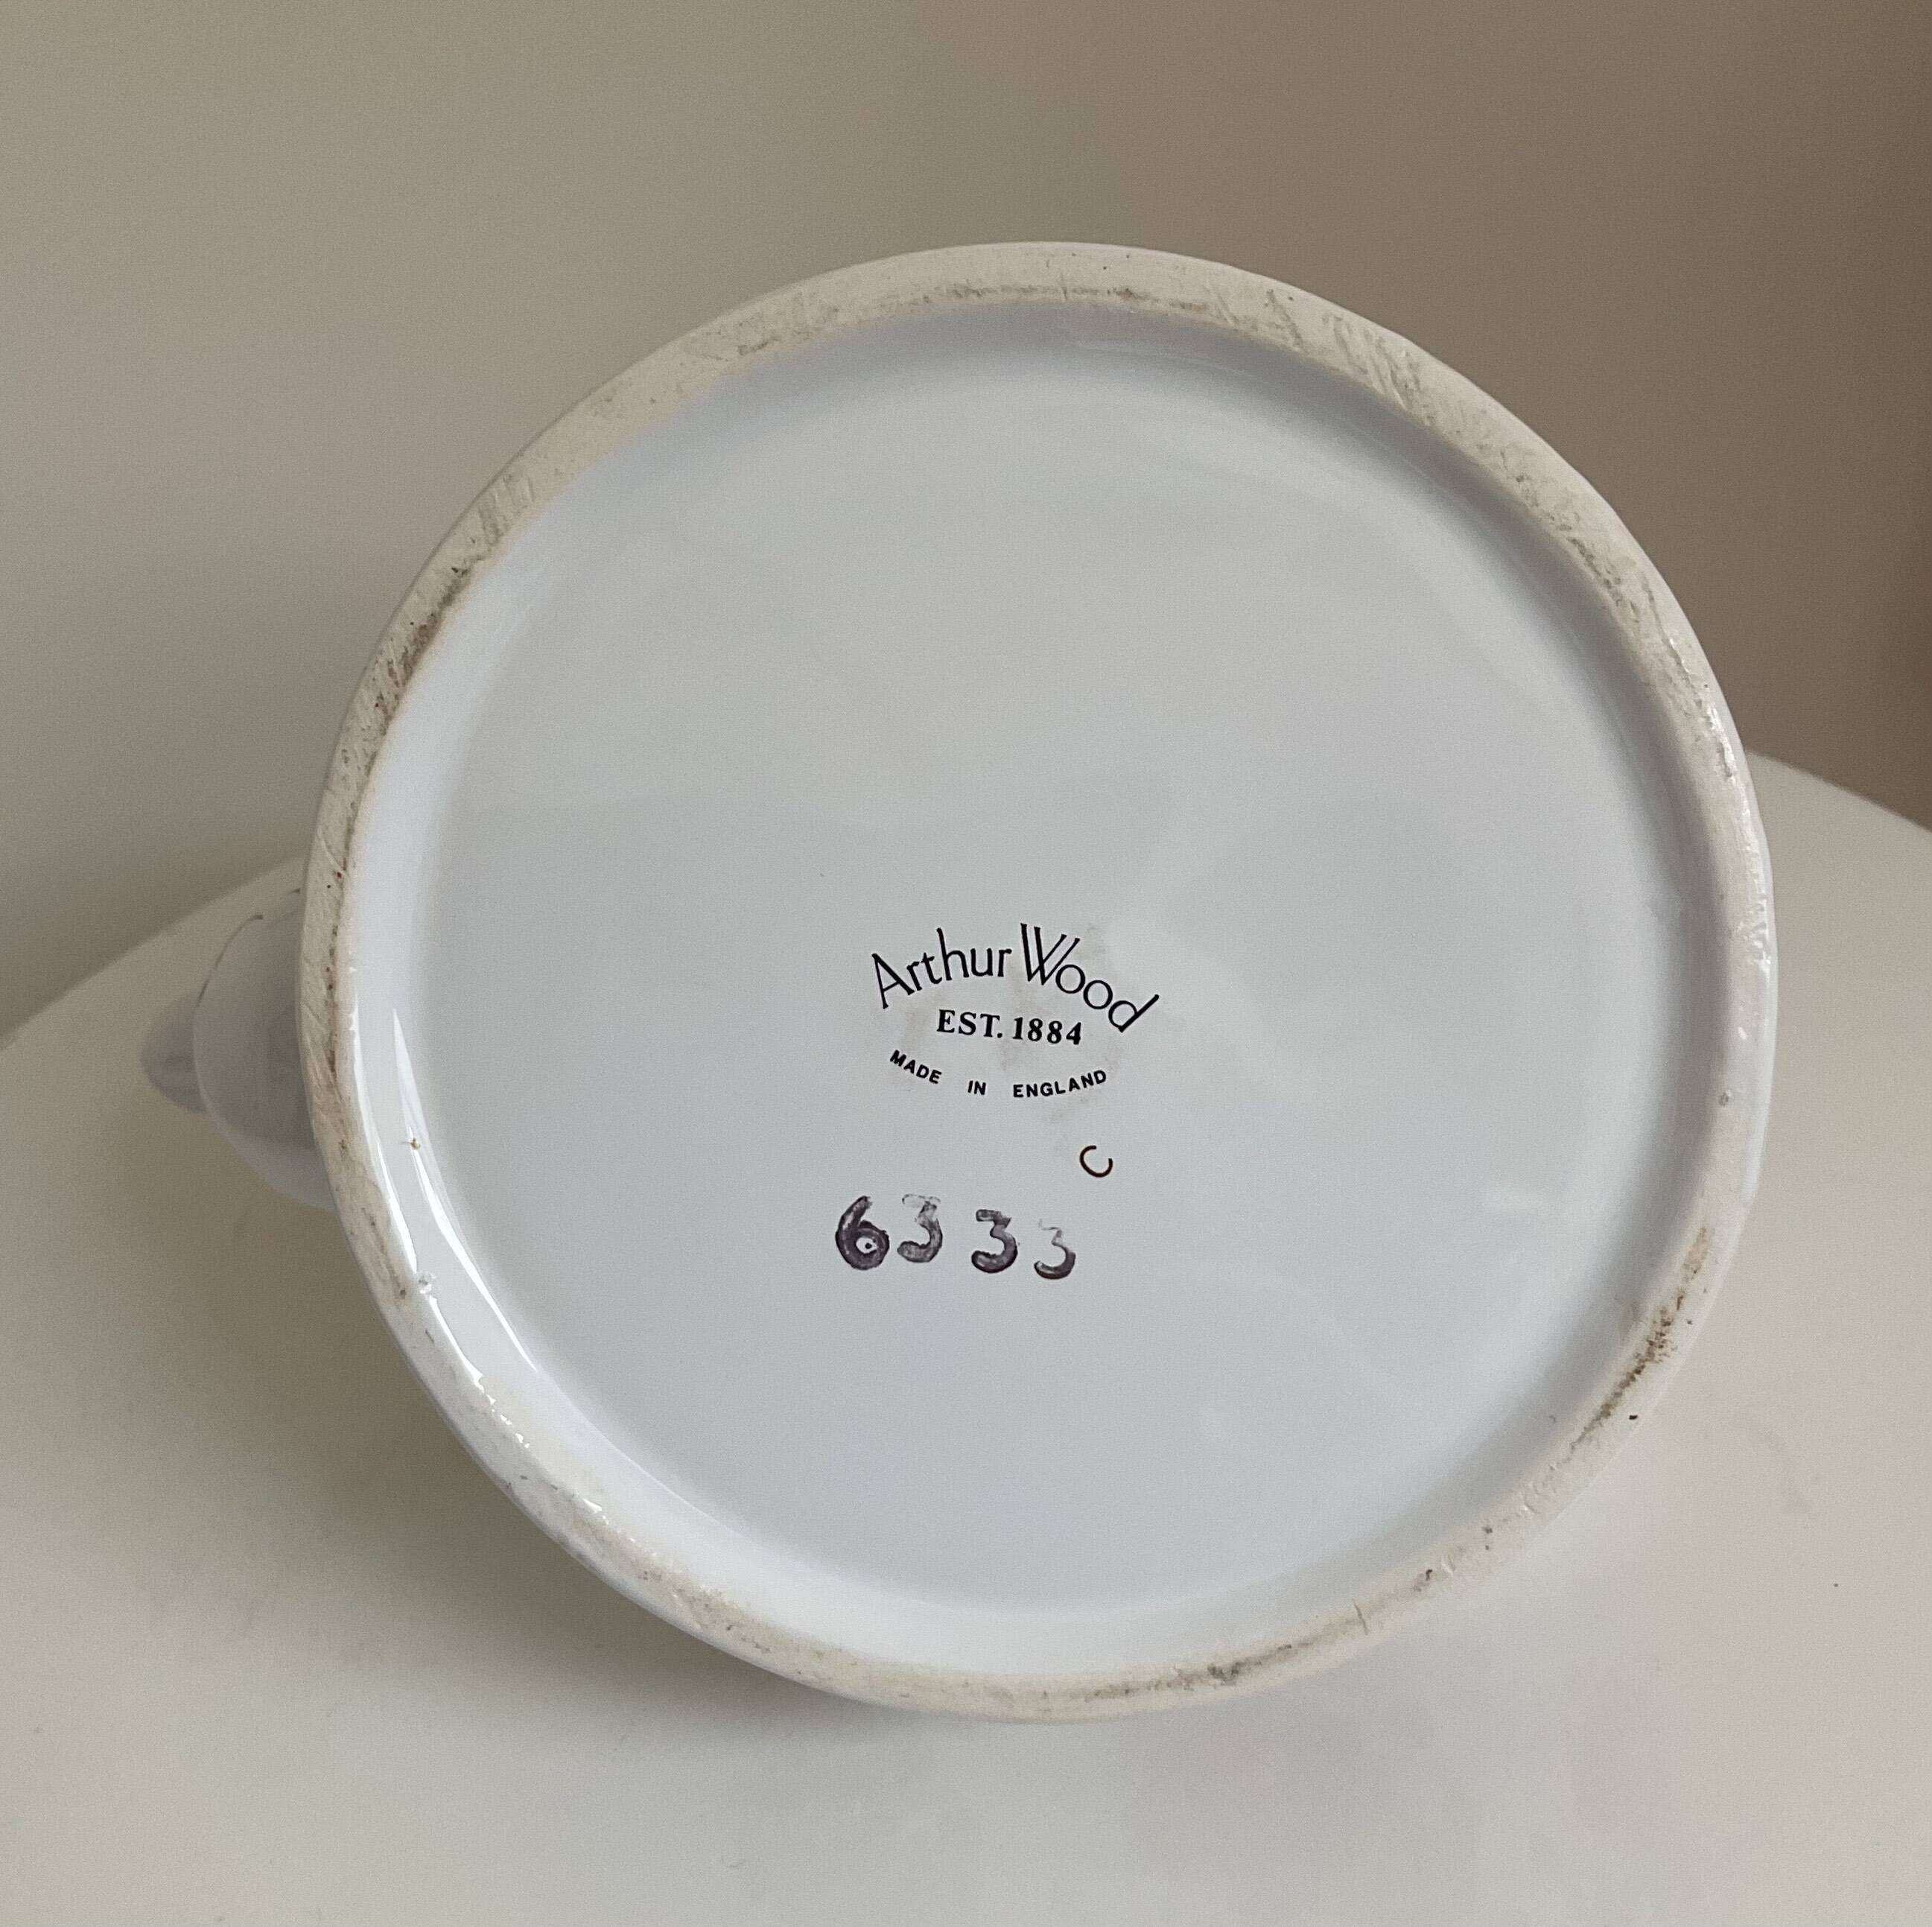 Arthur Wood
EST. 1884
MADE IN ENGLAND
C
6333